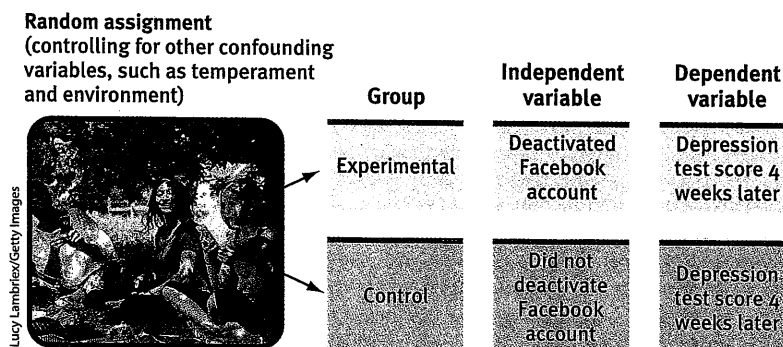 Random assignment
(controlling for other confounding
variables, such as temperament
and environment)
Group
Independent
variable
Dependent
variable
Experimental
Deactivated
Facebook
account
Depression
test score 4
weeks later
Control
Did not
deactivate
Facebook
account
Depression
test score 4
weeks later
Lucy Lambriex/Getty Images